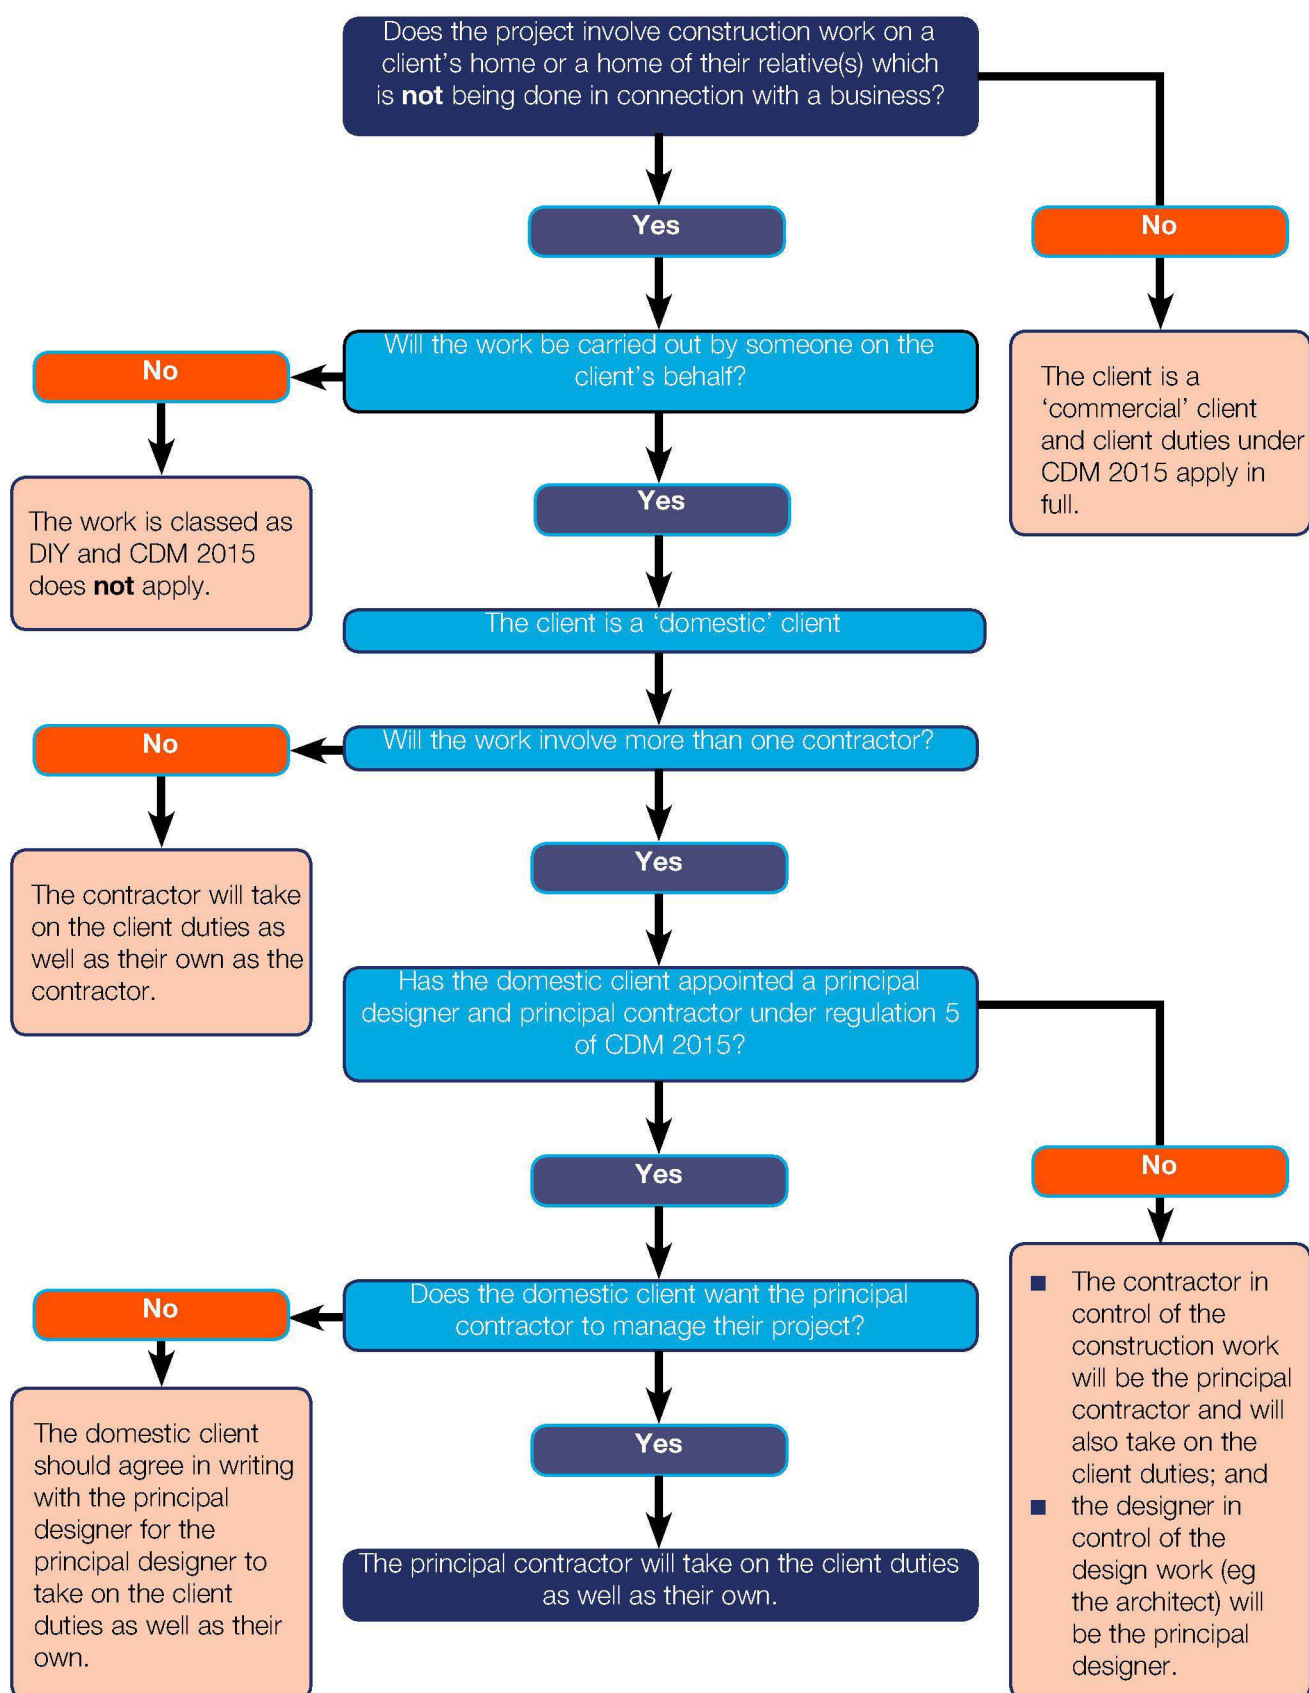 Does the project involve construction work on a
client's home or a home of their relative(s) which
is not being done in connection with a business?
Yes
No
Will the work be carried out by someone on the
client's behalf?
No
The client is a
‘commercial’ client
and client duties under
CDM 2015 apply in
full.
Yes
The work is classed as
DIY and CDM 2015
does not apply.
The client is a ‘domestic’ client
Will the work involve more than one contractor?
No
Yes
The contractor will take
on the client duties as
well as their own as the
contractor.
Has the domestic client appointed a principal
designer and principal contractor under regulation 5
of CDM 2015?
Yes
No
Does the domestic client want the principal
contractor to manage their project?
No
■ The contractor in
control of the
construction work
will be the principal
contractor and will
also take on the
client duties; and
■ the designer in
control of the
design work (eg
the architect) will
be the principal
designer.
The domestic client
should agree in writing
with the principal
designer for the
principal designer to
take on the client
duties as well as their
own.
Yes
The principal contractor will take on the client duties
as well as their own.